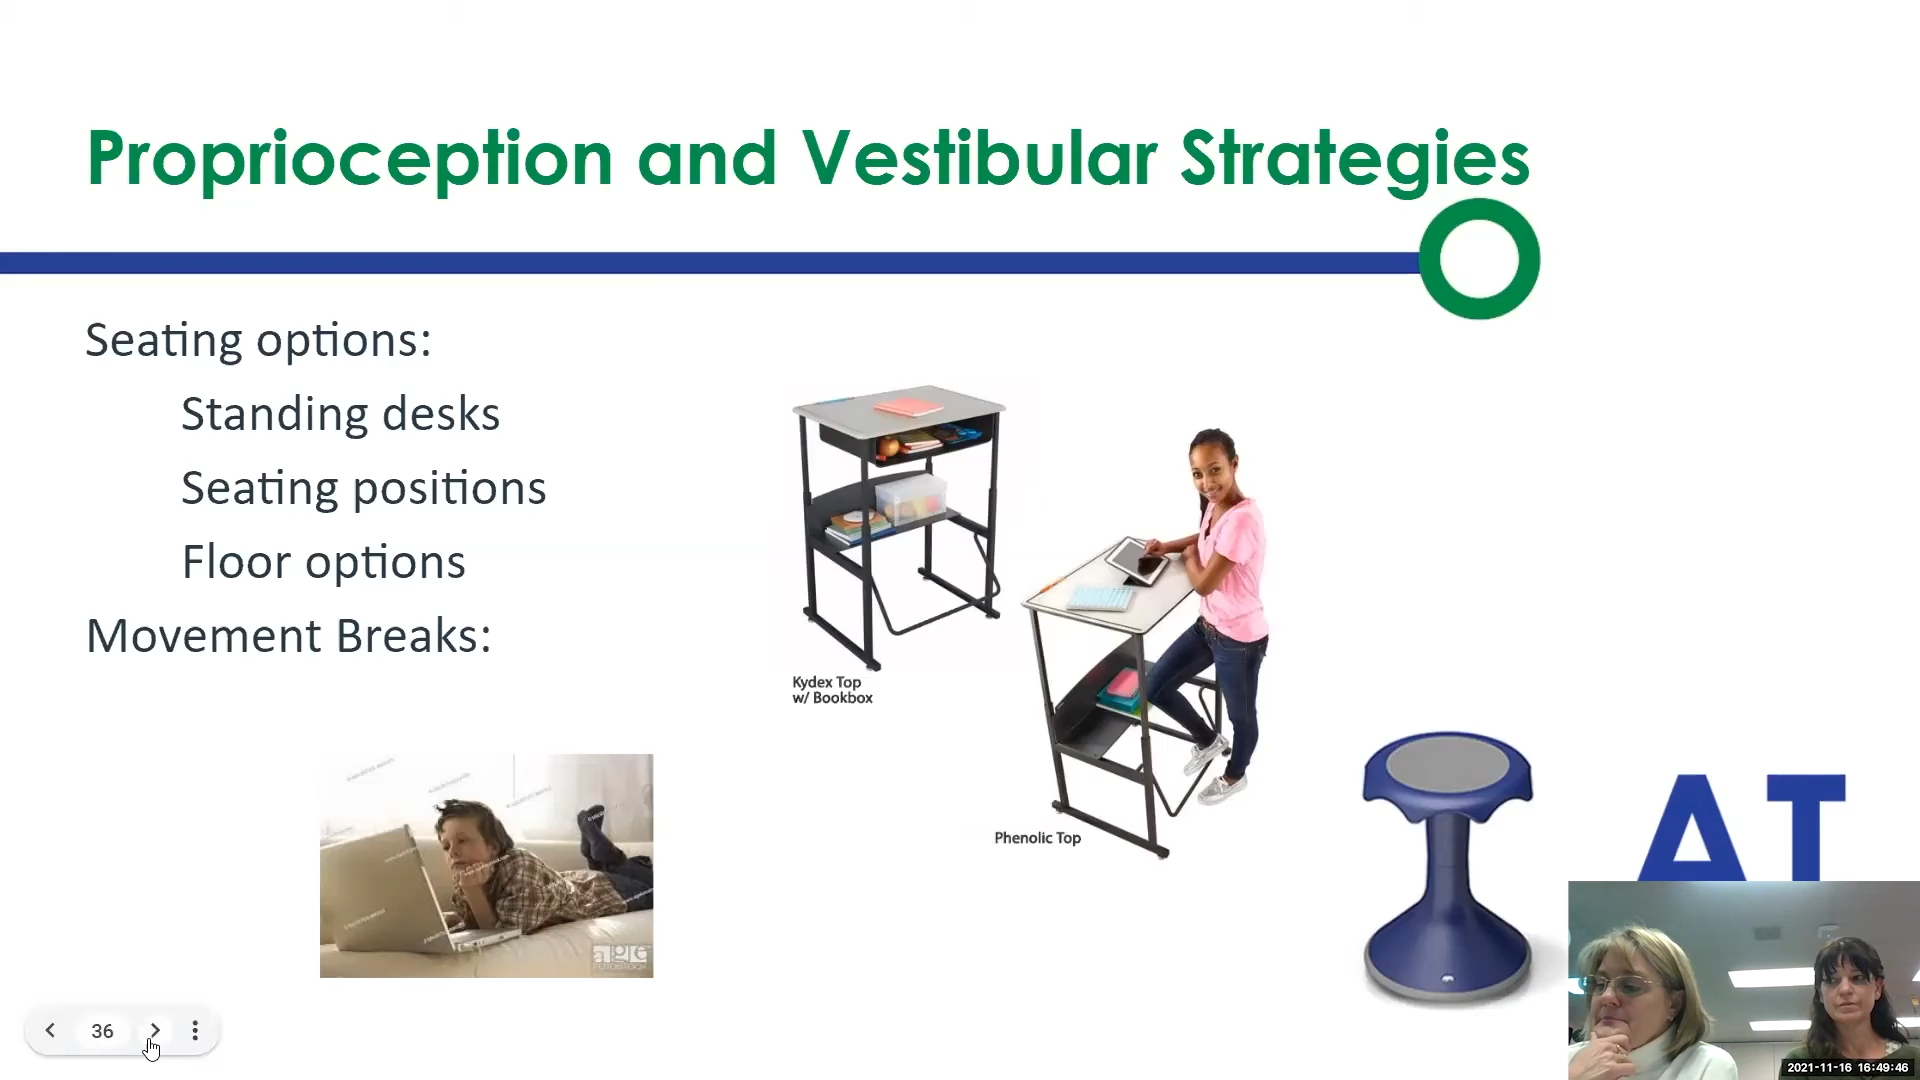 Proprioception and Vestibular Strategies
Seating options:
Standing desks
Seating positions
Floor options
Movement Breaks:
Kydex Top
w/ Bookbox
Phenolic Top
age
AT
36
2021-11-16 16:49:46